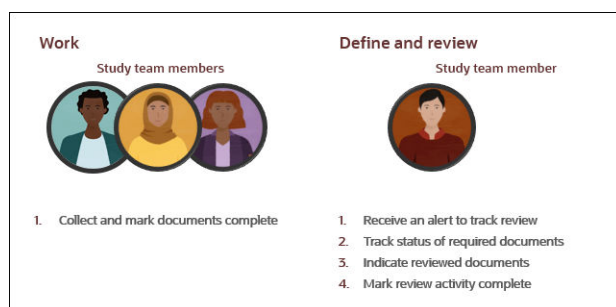 Work
Study team members
1. Collect and mark documents complete
Define and review
Study team member
1. Receive an alert to track review
2. Track status of required documents
3. Indicate reviewed documents
4. Mark review activity complete